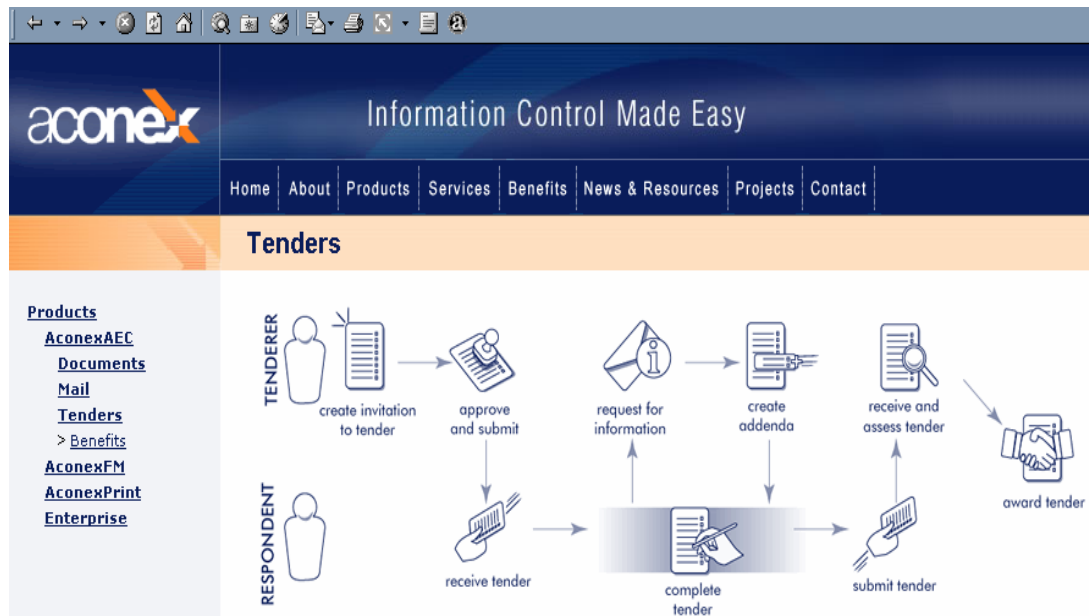 aconex
Information Control Made Easy
Home About Products Services Benefits News & Resources Projects Contact
Tenders
Products
AconexAEC
Documents
Mail
Tenders
> Benefits
AconexFM
AconexPrint
Enterprise
TENDERER
create invitation
to tender
approve
and submit
request for
information
create
addenda
receive and
assess tender
award tender
RESPONDENT
receive tender
complete
tender
submit tender